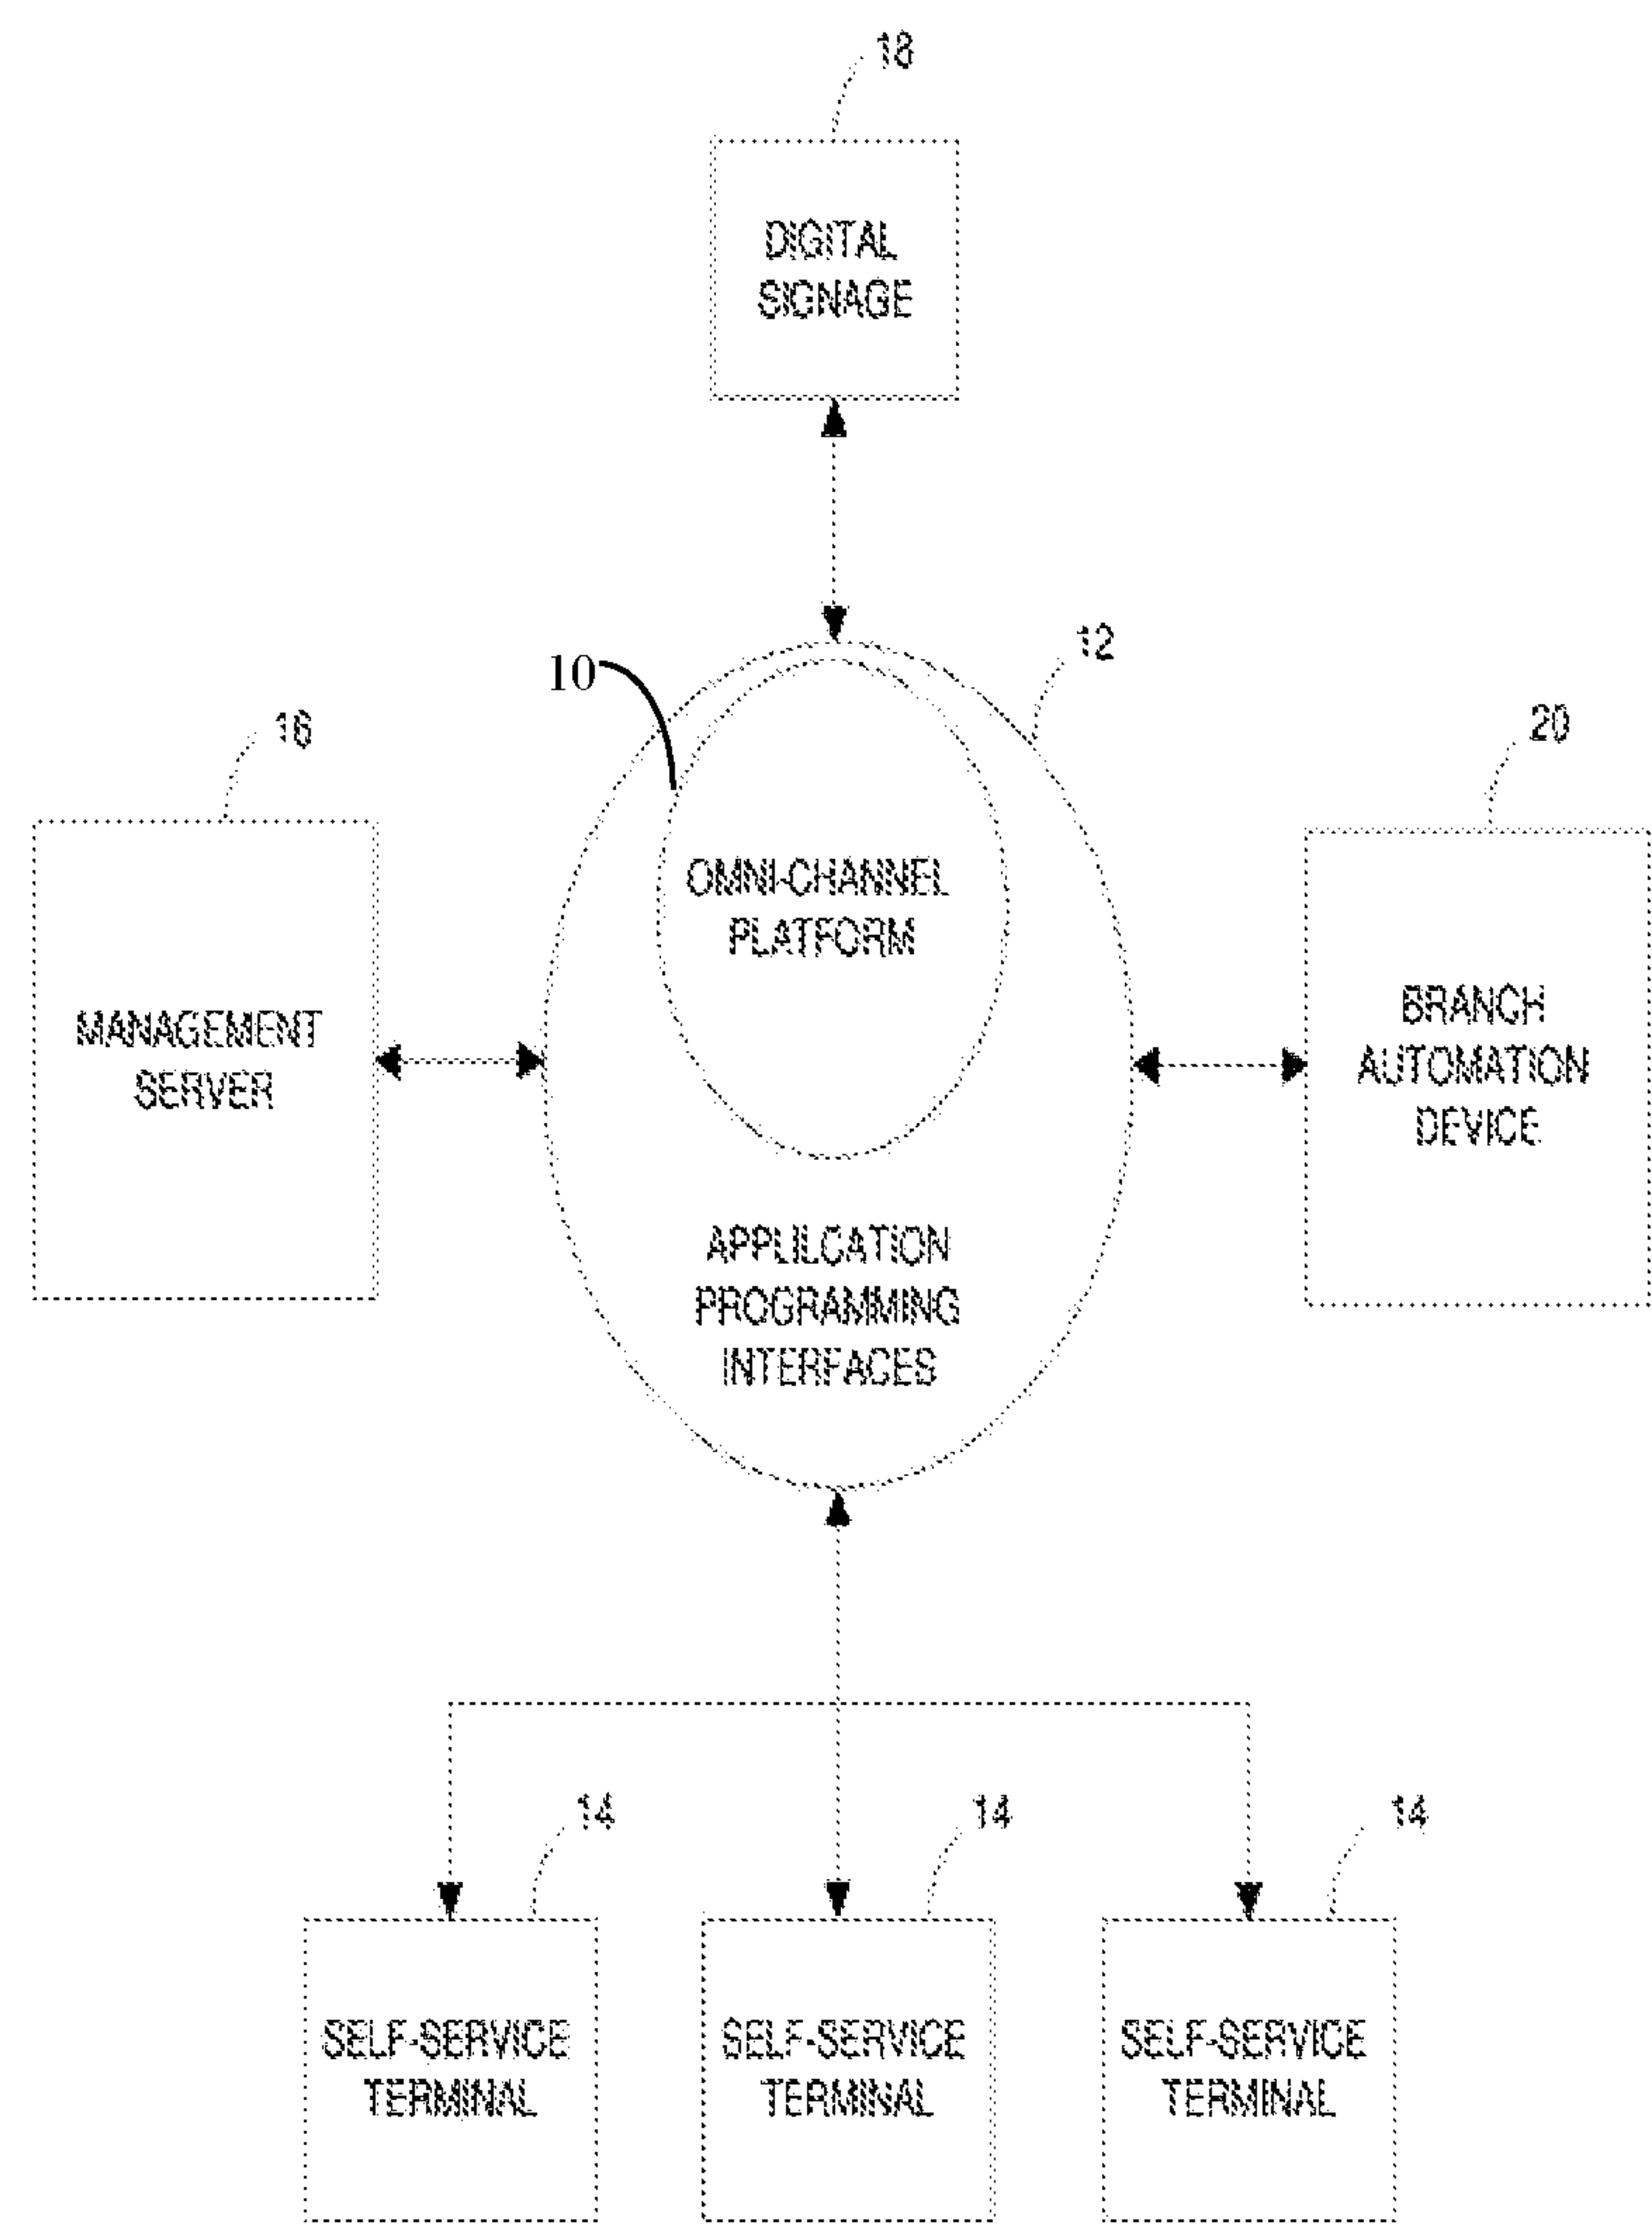 18
DIGITAL
SIGNAGE
10
12
16
20
OMNI-CHANNEL
PLATFORM
MANAGEMENT
SERVER
BRANCH
AUTOMATION
DEVICE
APPLILCATION
PROGRAMMING
INTERFACES
14
14
14
SELF-SERVICE
TERMINAL
SELF-SERVICE
TERMINAL
SELF-SERVICE
TERMINAL